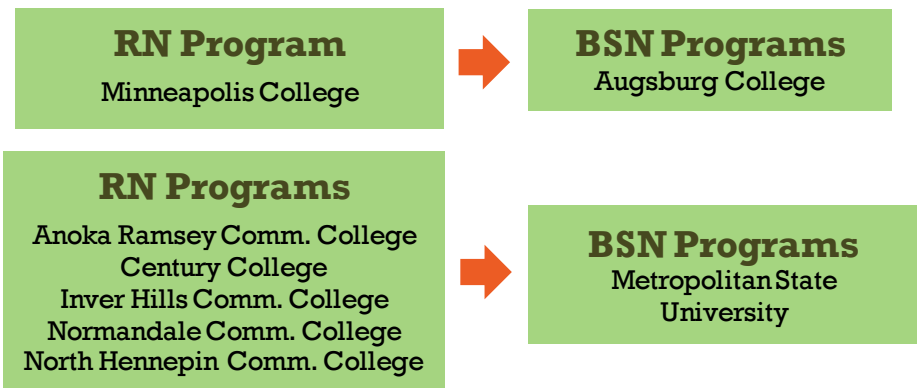 RN Program
Minneapolis College
BSN Programs
Augsburg College
RN Programs
Anoka Ramsey Comm. College
Century College
Inver Hills Comm. College
Normandale Comm. College
North Hennepin Comm. College
BSN Programs
Metropolitan State
University